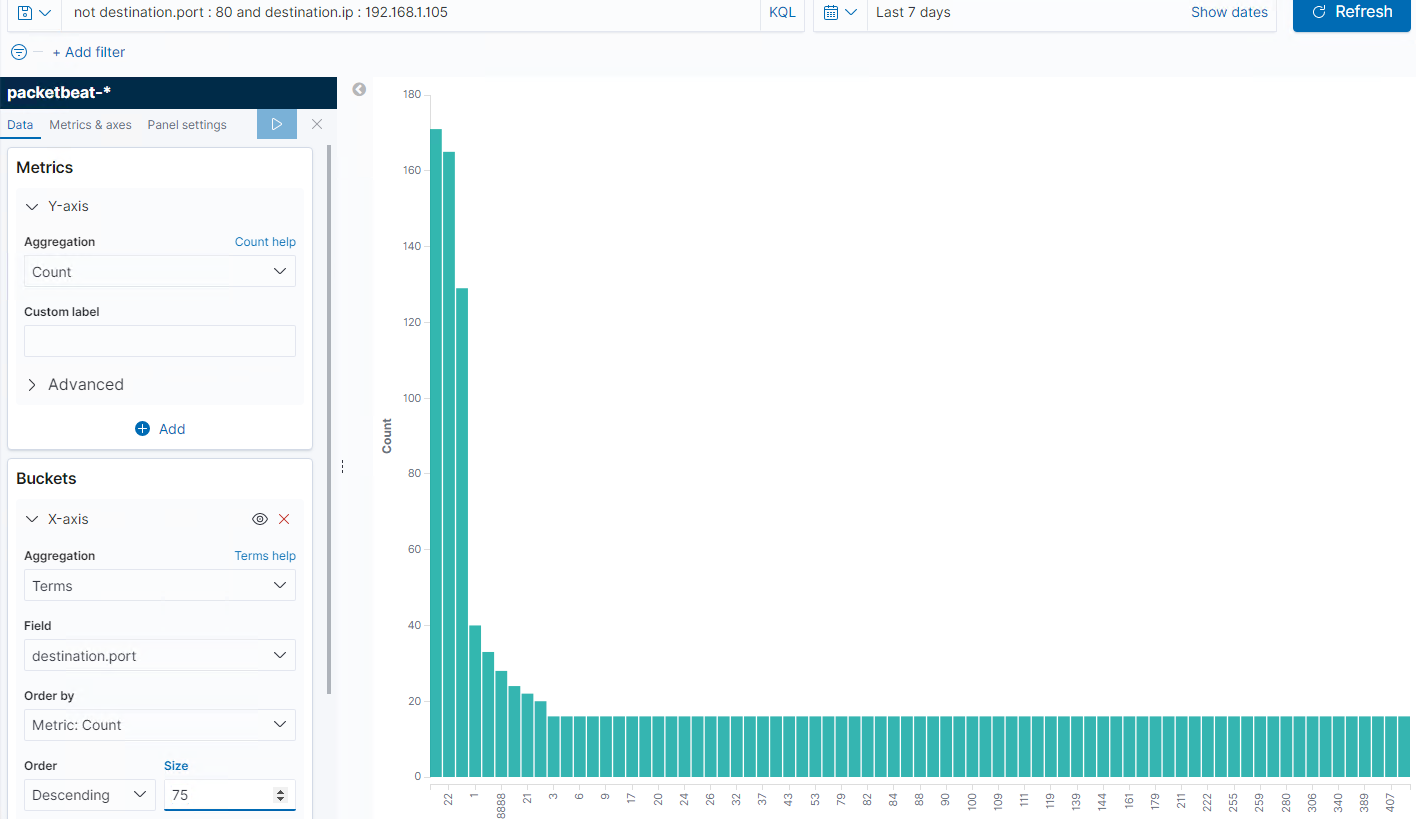 not destination.port : 80 and destination.ip : 192.168.1.105
KQL
Last 7 days
Show dates
Refresh
+ Add filter
packetbeat-*
Data
Metrics & axes
Panel settings
Metrics
Y-axis
Aggregation
Count help
Count
Custom label
Advanced
Add
Buckets
X-axis
Aggregation
Terms help
Terms
Field
destination.port
Order by
Metric: Count
Order
Size
Descending
75
Count
180
160
140
120
100
80
60
40
20
0
22
1
8888
21
3
6
9
17
20
24
26
32
37
43
53
79
82
84
88
90
100
109
111
119
139
144
161
179
211
222
255
259
280
306
340
389
407